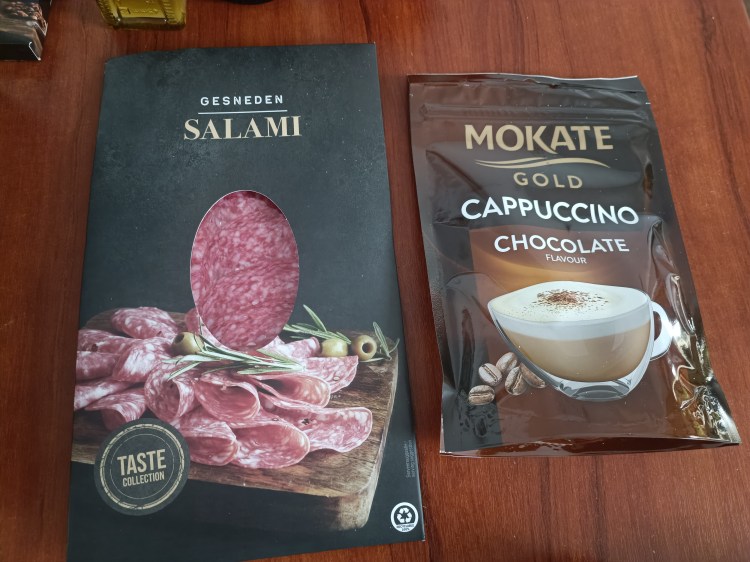 GESNEDEN
SALAMI
TASTE
COLLECTION
MOKATE
GOLD
CAPPUCCINO
CHOCOLATE
FLAVOUR